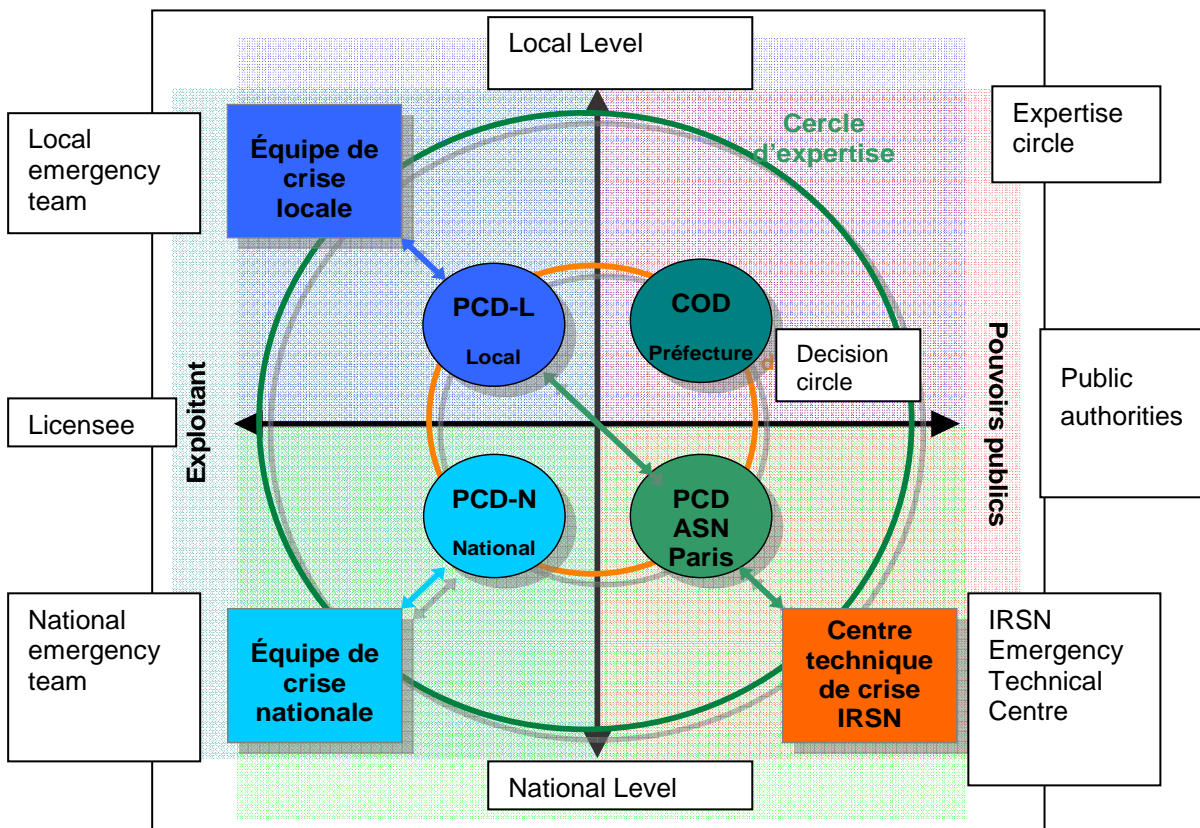 Local Level
Local
emergency
team
Équipe de
crise
locale
Cercle
d'expertise
Expertise
circle
PCD-L
Local
COD
Préfecture
Decision
circle
Exploitant
Licensee
Pouvoirs publics
Public
authorities
PCD-N
National
PCD
ASN
Paris
National
emergency
team
Équipe de
crise
nationale
Centre
technique
de crise
IRSN
IRSN
Emergency
Technical
Centre
National Level